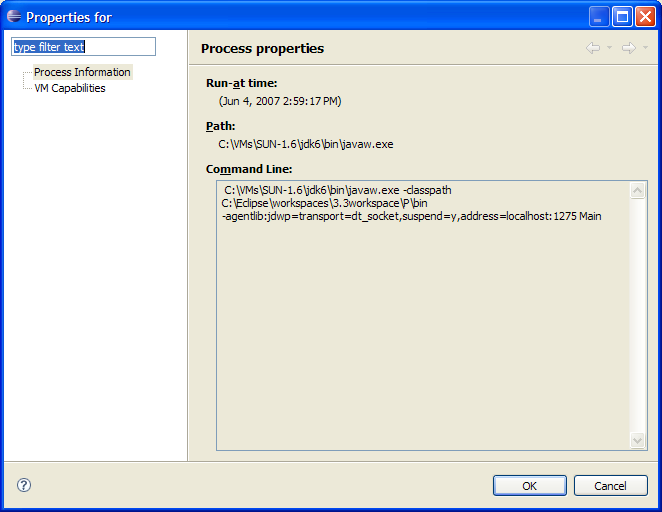 Properties for
type filter text
Process Information
VM Capabilities
Process properties
Run-at time:
(Jun 4, 2007 2:59:17 PM)
Path:
C:\VMs\SUN-1.6\jdk6\bin\javaw.exe
Command Line:
C:\VMs\SUN-1.6\jdk6\bin\javaw.exe -classpath
C:\Eclipse\workspaces\3.3workspace\P\bin
-agentlib:jdwp=transport=dt_socket,suspend=y,address=localhost:1275 Main
OK
Cancel